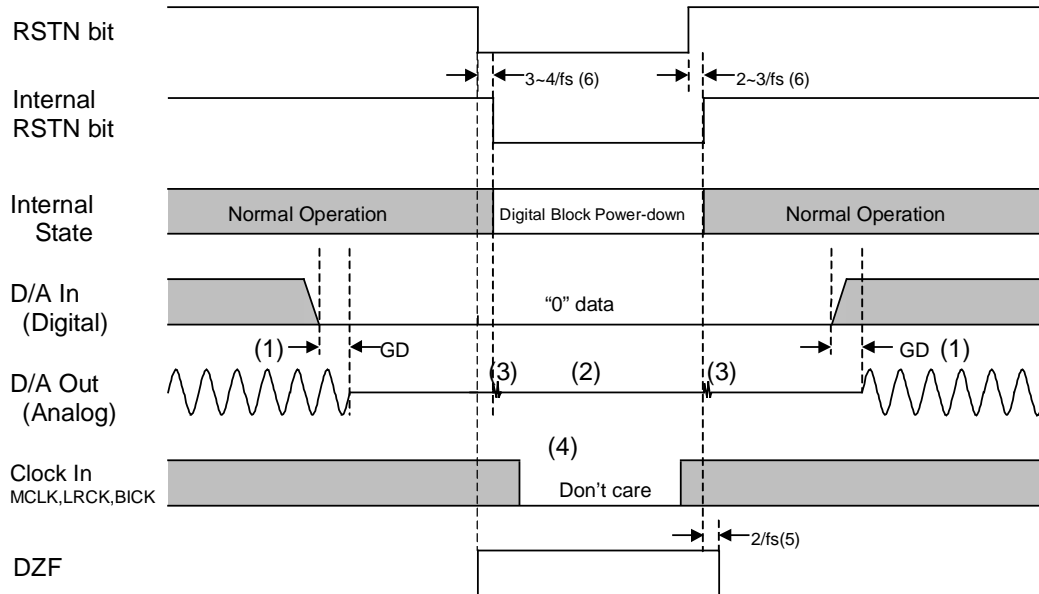 RSTN bit
3~4/fs (6)
2~3/fs (6)
Internal
RSTN bit
Internal
State
Normal Operation
Digital Block Power-down
Normal Operation
D/A In
(Digital)
“0” data
(1)
GD
GD
(1)
D/A Out
(Analog)
(3)
(2)
(3)
(4)
Clock In
MCLK,LRCK,BICK
Don’t care
2/fs(5)
DZF